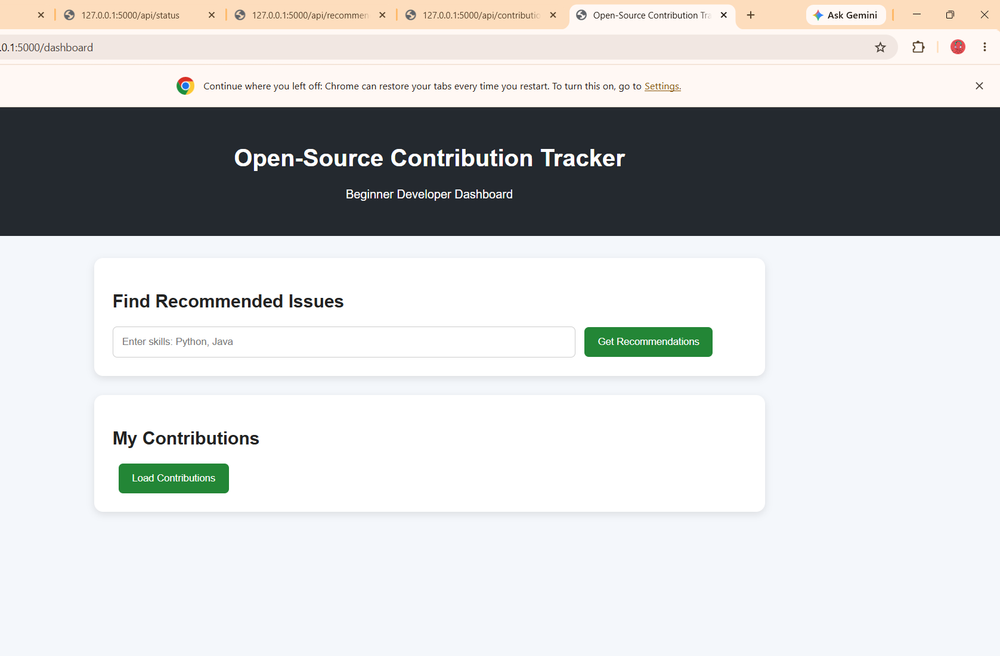 127.0.0.1:5000/api/status
127.0.0.1:5000/api/recommen
127.0.0.1:5000/api/contributio
Open-Source Contribution Tra
Ask Gemini
.0.1:5000/dashboard
Continue where you left off: Chrome can restore your tabs every time you restart. To turn this on, go to Settings.
Open-Source Contribution Tracker
Beginner Developer Dashboard
Find Recommended Issues
Enter skills: Python, Java
Get Recommendations
My Contributions
Load Contributions